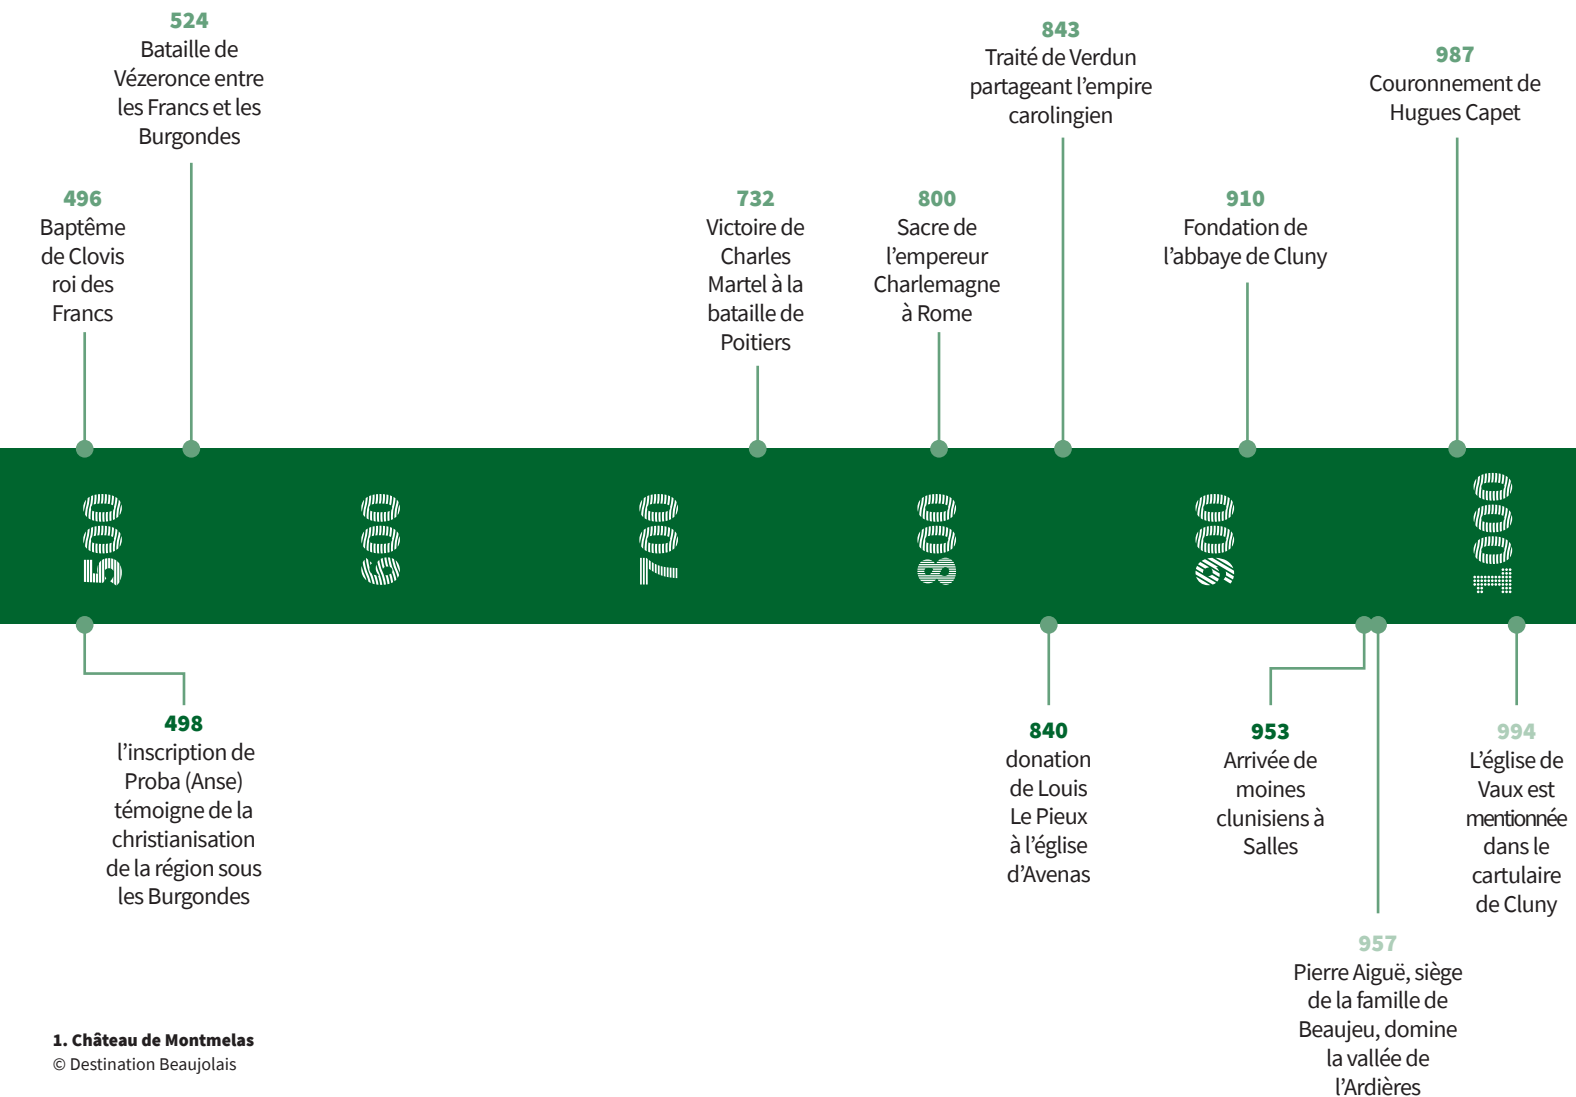 524
Bataille de
Vézeronce entre
les Francs et les
Burgondes
843
Traité de Verdun
partageant l’empire
carolingien
987
Couronnement de
Hugues Capet
496
Baptême
de Clovis
roi des
Francs
732
Victoire de
Charles
Martel à la
bataille de
Poitiers
800
Sacre de
l’empereur
Charlemagne
à Rome
910
Fondation de
l’abbaye de Cluny
500
600
700
800
900
1000
498
l’inscription de
Proba (Anse)
témoigne de la
christianisation
de la région sous
les Burgondes
840
donation
de Louis
Le Pieux
à l’église
d’Avenas
953
Arrivée de
moines
clunisiens à
Salles
994
L’église de
Vaux est
mentionnée
dans le
cartulaire
de Cluny
957
Pierre Aiguë, siège
de la famille de
Beaujeu, domine
la vallée de
l’Ardières
1. Château de Montmelas
© Destination Beaujolais